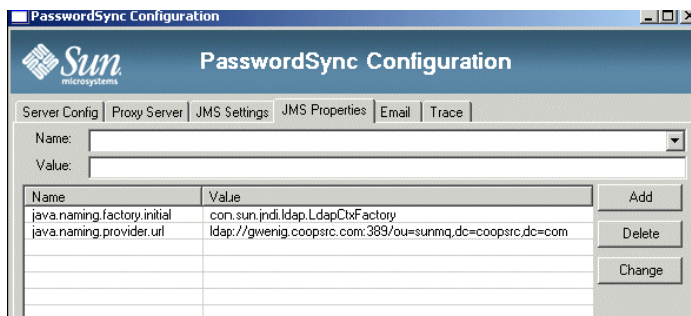 PasswordSync Configuration
Sun
microsystems
PasswordSync Configuration
Server Config Proxy Server JMS Settings JMS Properties Email Trace
Name:
Value:
Name Value
java.naming.factory.initial com.sun.jndi.ldap.LdapCtxFactory
java.naming.provider.url ldap://gwenig.coopsrc.com:389/ou=sunmq,dc=coopsrc,dc=com
Add
Delete
Change